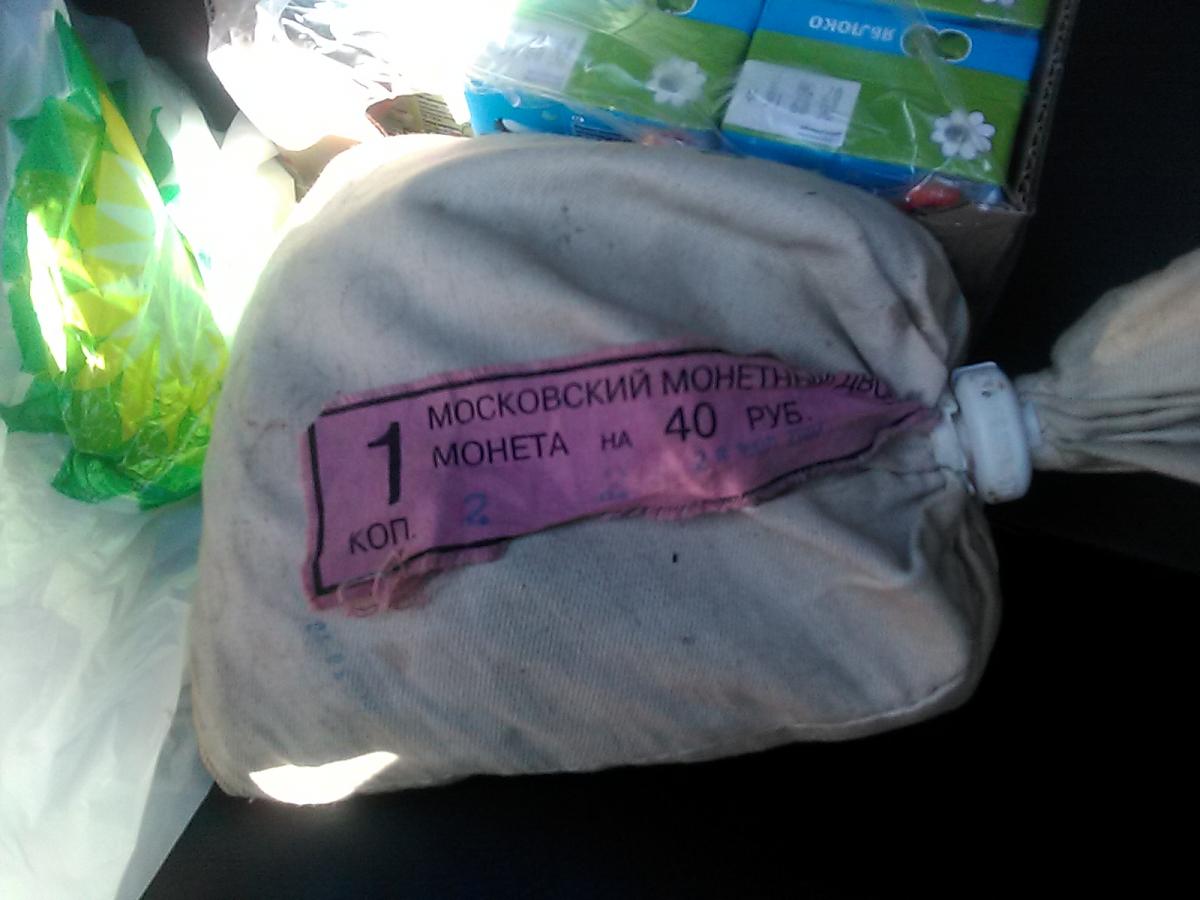 ЯБЛОКО
МОСКОВСКИЙ МОНЕТНЫЙ
1
МОНЕТА НА 40 РУБ.
КОП.
2